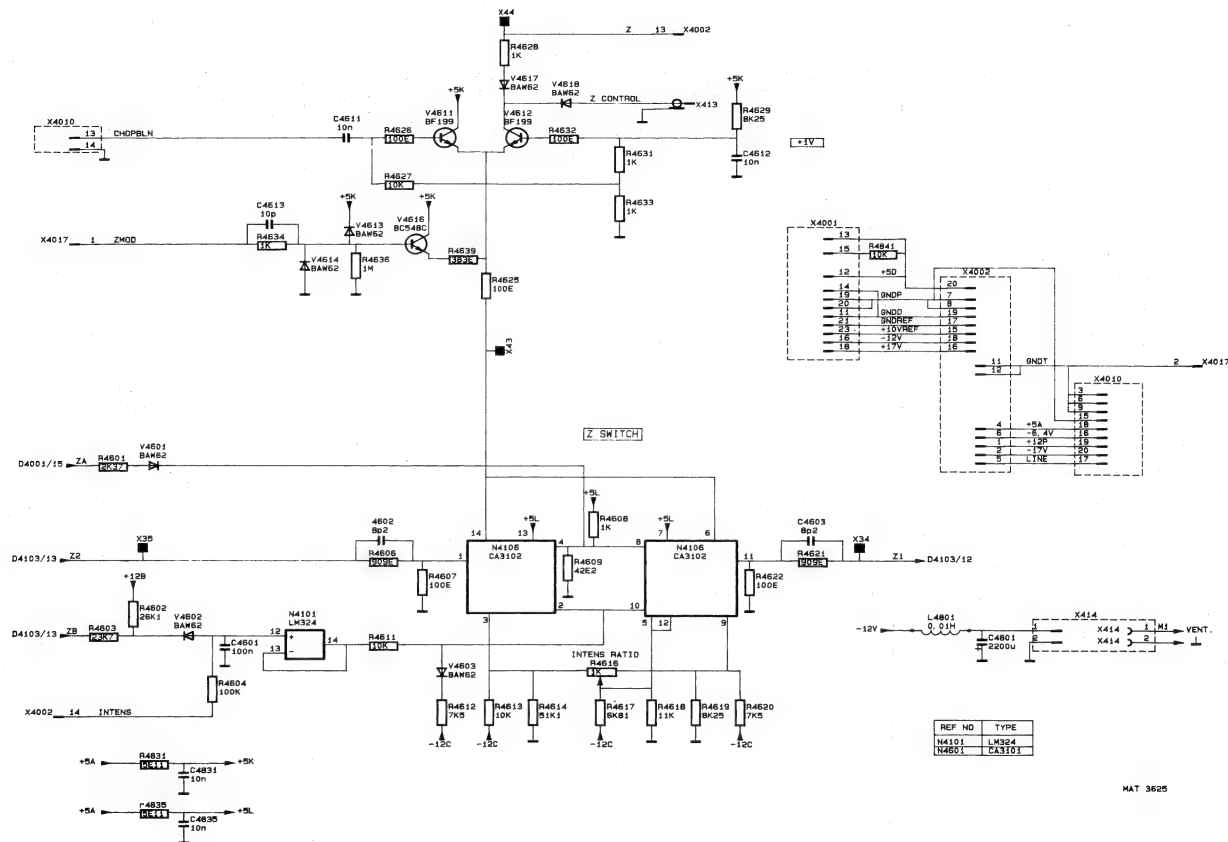 X44
Z 13 X4002
R4628
1K
V4617
BAW62
V4618
BAW62
Z CONTROL
X413
+5K
R4629
8K25
+5K
V4611
BF199
V4612
BF199
X4010
13 CHOPBLN
14
C4611
10n
R4626
100E
R4632
100E
R4631
1K
C4612
10n
+1V
R4627
10K
R4633
1K
C4613
10p
+5K
+5K
V4613
BAW62
V4616
BC548C
X4017 1 ZMOD
R4634
1K
V4614
BAW62
R4636
1M
R4639
383E
R4625
100E
X43
X4001
13
15
R4841
10K
12 +5D
14
19 GNDP
20
11 GNDD
21 GNDREF
23 +10VREF
16 -12V
18 +17V
X4002
20
7
8
19
17
15
18
16
11 GNDT
12
2 X4017
X4010
3
6
9
15
4 +5A 18
6 -6,4V 16
1 +12P 19
2 -17V 20
5 LINE 17
Z SWITCH
D4001/15 ZA
R4601
2K37
V4601
BAW62
+5L
R4608
1K
+5L
X35
D4103/13 Z2
4602
8p2
R4606
909E
R4607
100E
14
13
4
1
N4106
CA3102
2
3
R4609
42E2
7
6
8
N4106
CA3102
11
10
5
12
9
C4603
8p2
R4621
909E
R4622
100E
X34
Z1 D4103/12
+12B
R4602
26K1
D4103/13 ZB
R4603
23K7
V4602
BAW62
C4601
100n
N4101
LM324
12
+
13
-
14
R4611
10K
R4604
100K
X4002 14 INTENS
V4603
BAW62
R4612
7K5
-12C
R4613
10K
-12C
R4614
51K1
INTENS RATIO
R4616
1K
R4617
6K81
-12C
R4618
11K
R4619
8K25
R4620
7K5
-12C
-12V
L4801
0,01H
C4801
2200u
X414
1 X414 1 M1
2 X414 2
VENT.
REF NO TYPE
N4101 LM324
N4601 CA3101
+5A
R4831
5E11
+5K
C4831
10n
+5A
r4835
5E11
+5L
C4835
10n
MAT 3625